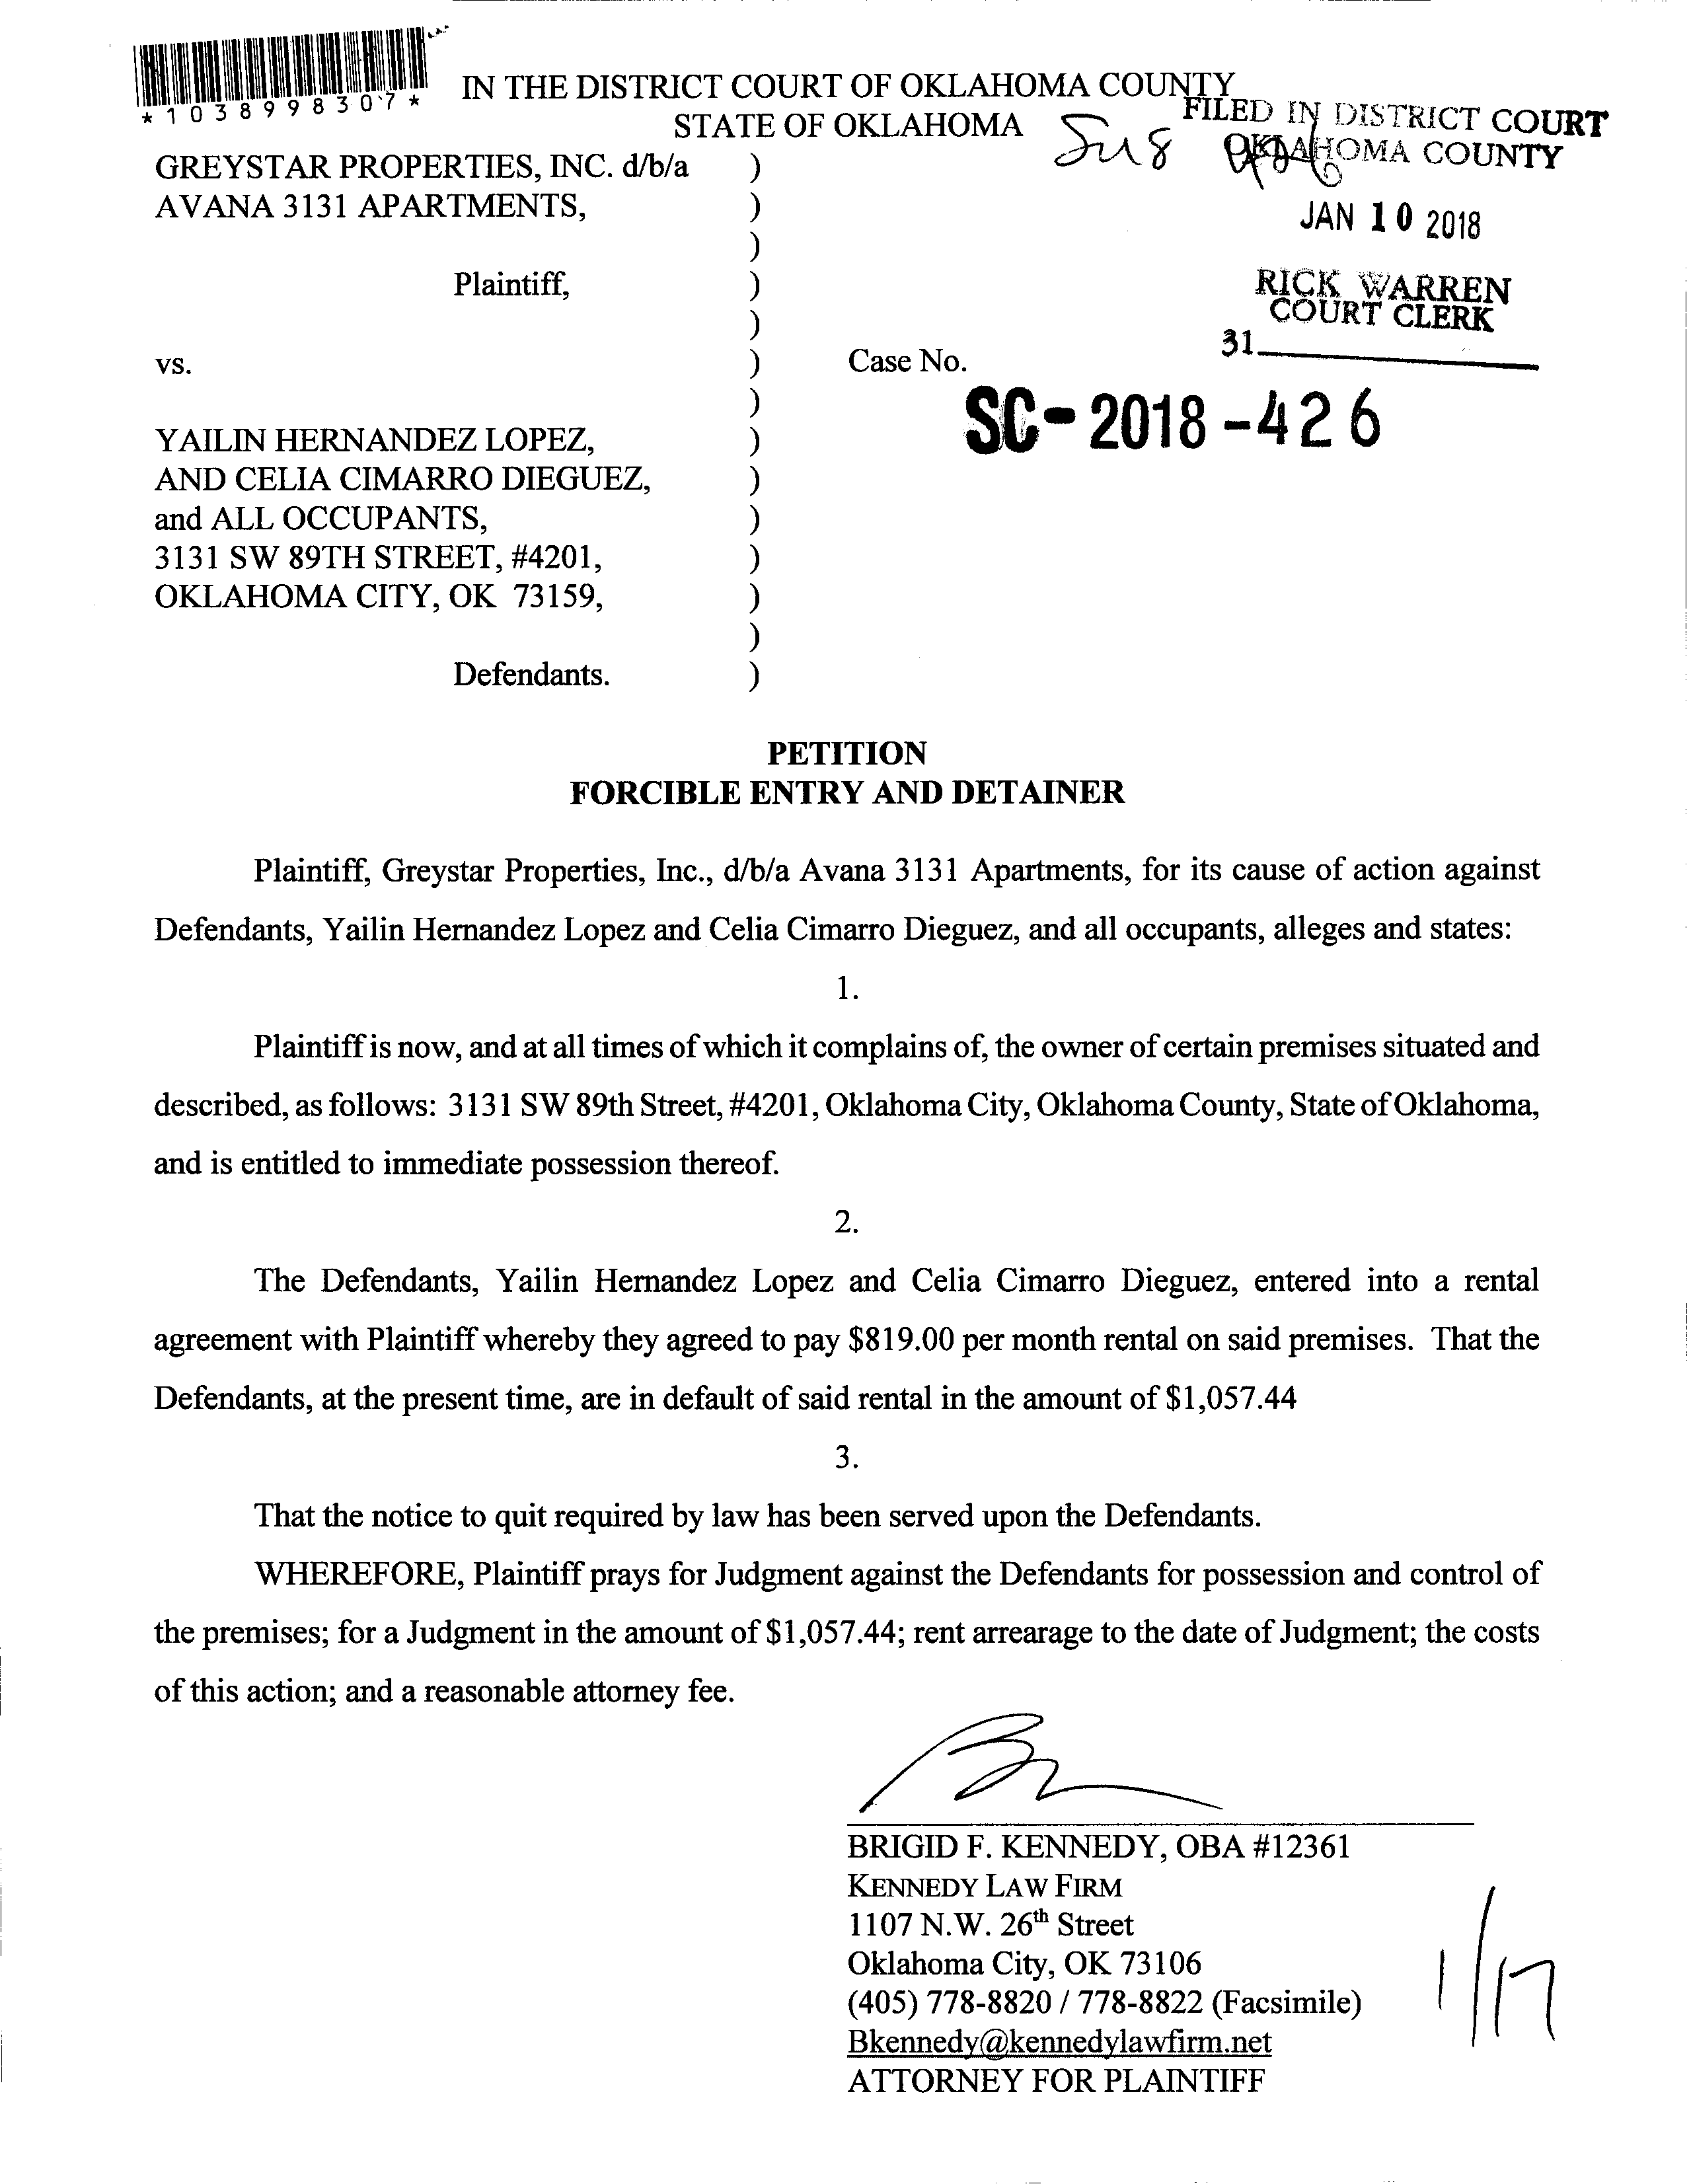 *1038998307*
IN THE DISTRICT COURT OF OKLAHOMA COUNTY
STATE OF OKLAHOMA
FILED IN DISTRICT COURT
OKLAHOMA COUNTY
JAN 10 2018
RICK WARREN
COURT CLERK
31
GREYSTAR PROPERTIES, INC. d/b/a )
AVANA 3131 APARTMENTS, )
)
Plaintiff, )
)
vs. ) Case No.
) SC-2018-426
YAILIN HERNANDEZ LOPEZ, )
AND CELIA CIMARRO DIEGUEZ, )
and ALL OCCUPANTS, )
3131 SW 89TH STREET, #4201, )
OKLAHOMA CITY, OK 73159, )
)
Defendants. )
PETITION
FORCIBLE ENTRY AND DETAINER
Plaintiff, Greystar Properties, Inc., d/b/a Avana 3131 Apartments, for its cause of action against
Defendants, Yailin Hernandez Lopez and Celia Cimarro Dieguez, and all occupants, alleges and states:
1.
Plaintiff is now, and at all times of which it complains of, the owner of certain premises situated and
described, as follows: 3131 SW 89th Street, #4201, Oklahoma City, Oklahoma County, State of Oklahoma,
and is entitled to immediate possession thereof.
2.
The Defendants, Yailin Hernandez Lopez and Celia Cimarro Dieguez, entered into a rental
agreement with Plaintiff whereby they agreed to pay $819.00 per month rental on said premises. That the
Defendants, at the present time, are in default of said rental in the amount of $1,057.44
3.
That the notice to quit required by law has been served upon the Defendants.
WHEREFORE, Plaintiff prays for Judgment against the Defendants for possession and control of
the premises; for a Judgment in the amount of $1,057.44; rent arrearage to the date of Judgment; the costs
of this action; and a reasonable attorney fee.
BRIGID F. KENNEDY, OBA #12361
KENNEDY LAW FIRM
1107 N.W. 26th Street
Oklahoma City, OK 73106
(405) 778-8820 / 778-8822 (Facsimile)
Bkennedy@kennedylawfirm.net
ATTORNEY FOR PLAINTIFF
1/17